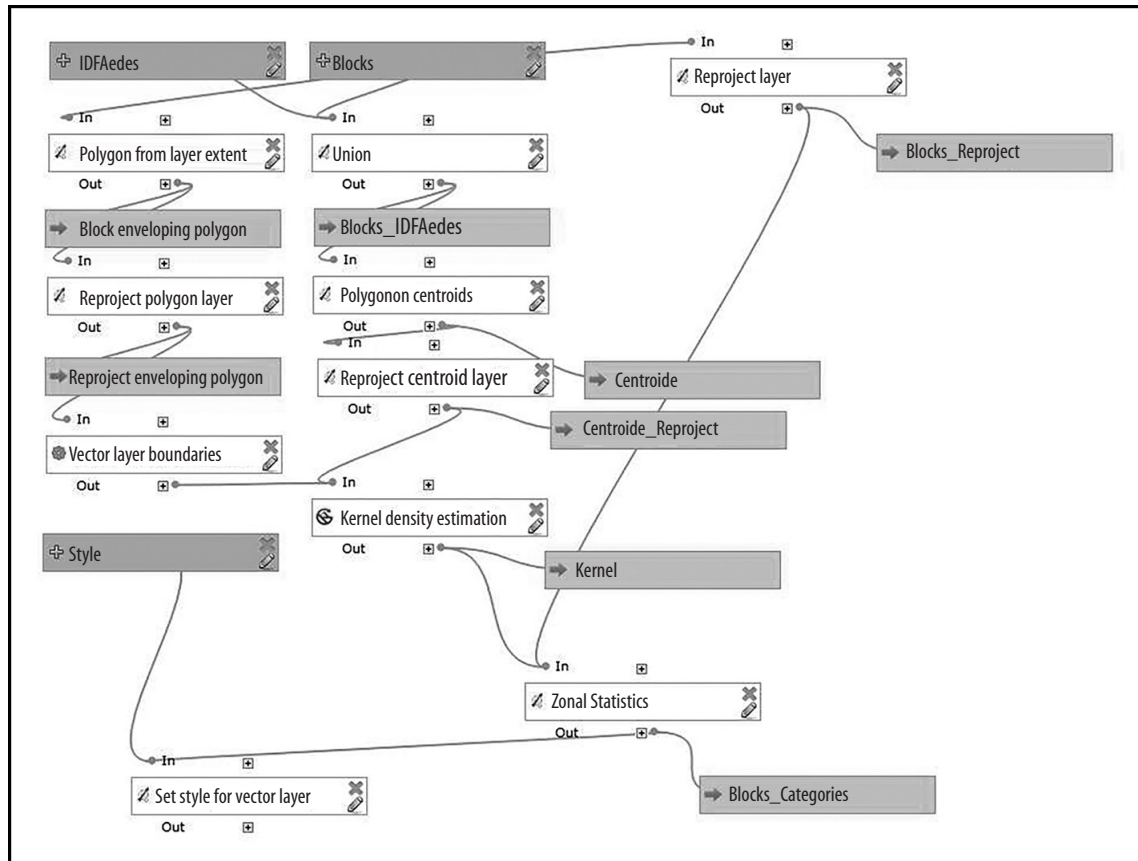 IDFAedes
Blocks
In
Reproject layer
Out
Blocks_Reproject
In
Polygon from layer extent
Out
In
Union
Out
Block enveloping polygon
Blocks_IDFAedes
In
Reproject polygon layer
Out
In
Polygonon centroids
Out
Reproject enveloping polygon
In
Reproject centroid layer
Out
Centroide
Centroide_Reproject
In
Vector layer boundaries
Out
In
Kernel density estimation
Out
Style
Kernel
In
Zonal Statistics
Out
In
Set style for vector layer
Out
Blocks_Categories